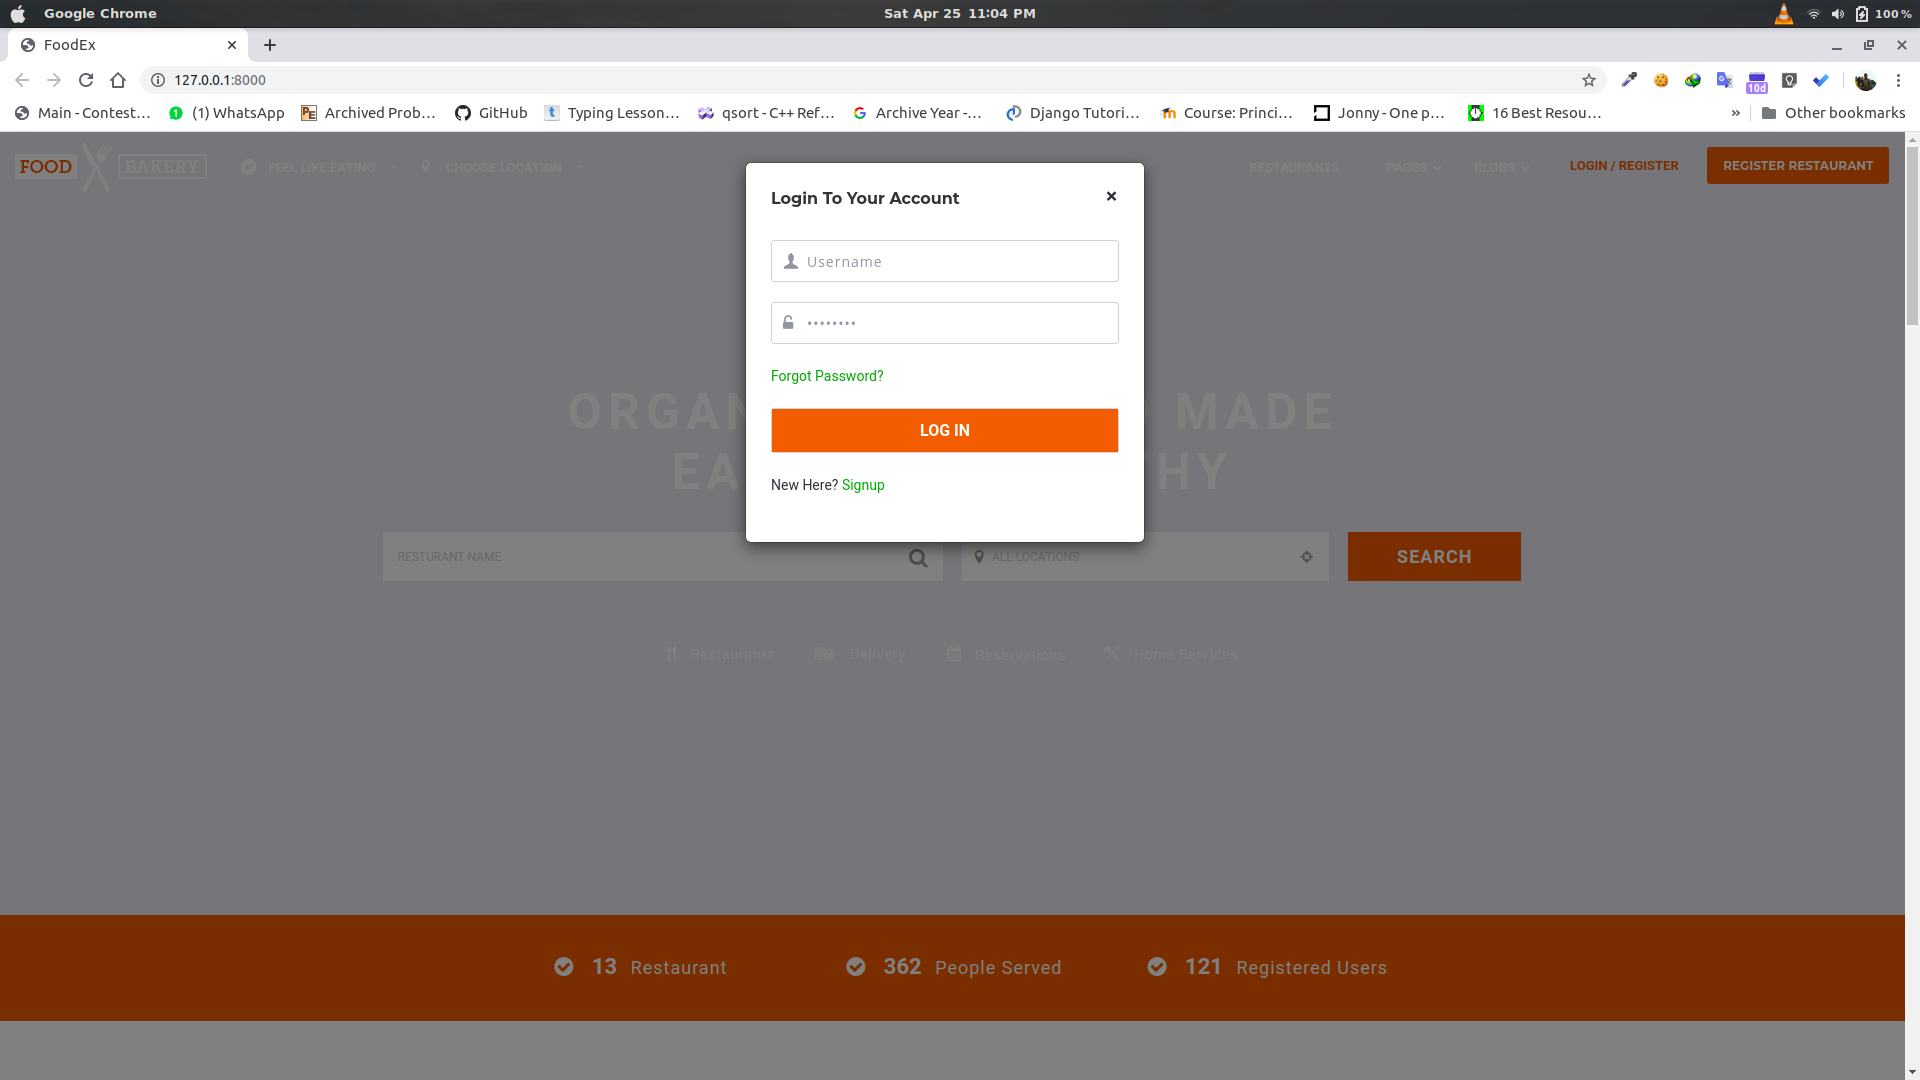 Google Chrome
Sat Apr 25 11:04 PM
100 %
FoodEx
127.0.0.1:8000
10d
Main - Contest...
1
(1) WhatsApp
Archived Prob...
GitHub
Typing Lesson...
qsort - C++ Ref...
Archive Year -...
Django Tutori...
Course: Princi...
Jonny - One p...
16 Best Resou...
»
Other bookmarks
FOOD BAKERY
FEEL LIKE EATING
CHOOSE LOCATION
RESTAURANTS
PAGES
BLOGS
LOGIN / REGISTER
REGISTER RESTAURANT
Login To Your Account
Username
Forgot Password?
LOG IN
New Here? Signup
ORGAN
MADE
EA
THY
RESTURANT NAME
ALL LOCATIONS
SEARCH
Restaurants
Delivery
Reservations
Home Services
13 Restaurant
362 People Served
121 Registered Users